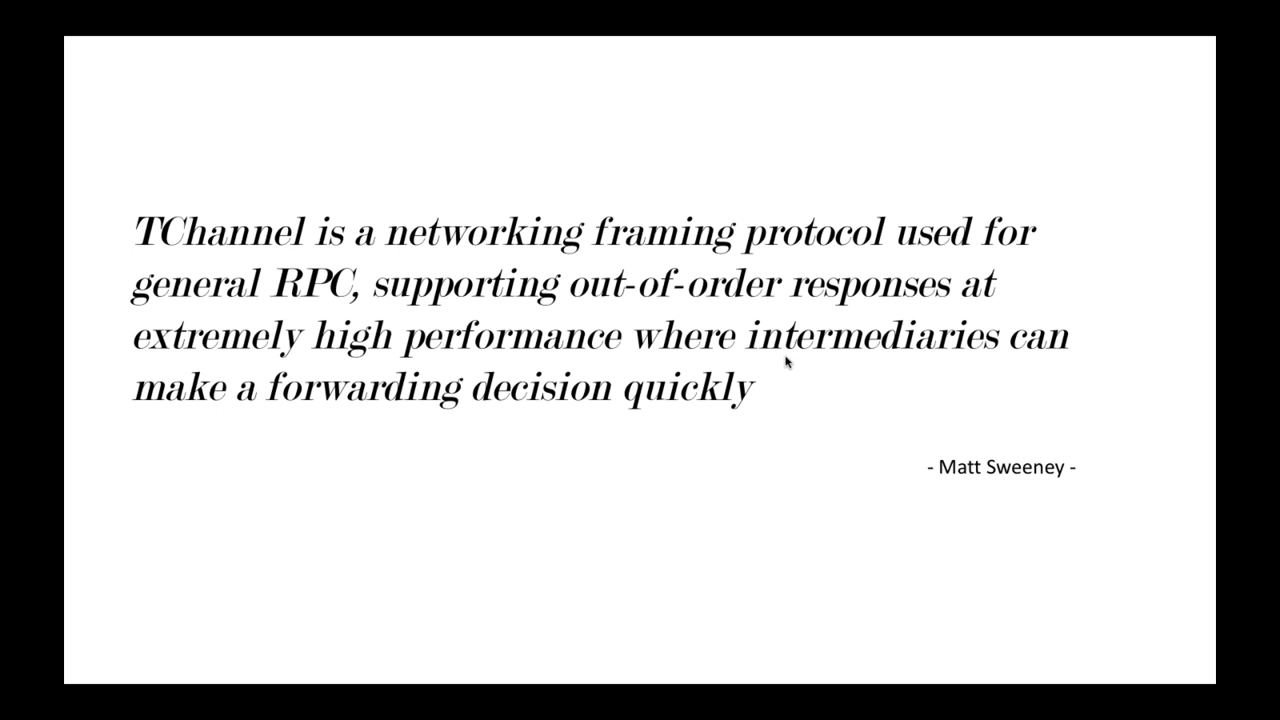 TChannel is a networking framing protocol used for
general RPC, supporting out-of-order responses at
extremely high performance where intermediaries can
make a forwarding decision quickly
- Matt Sweeney -